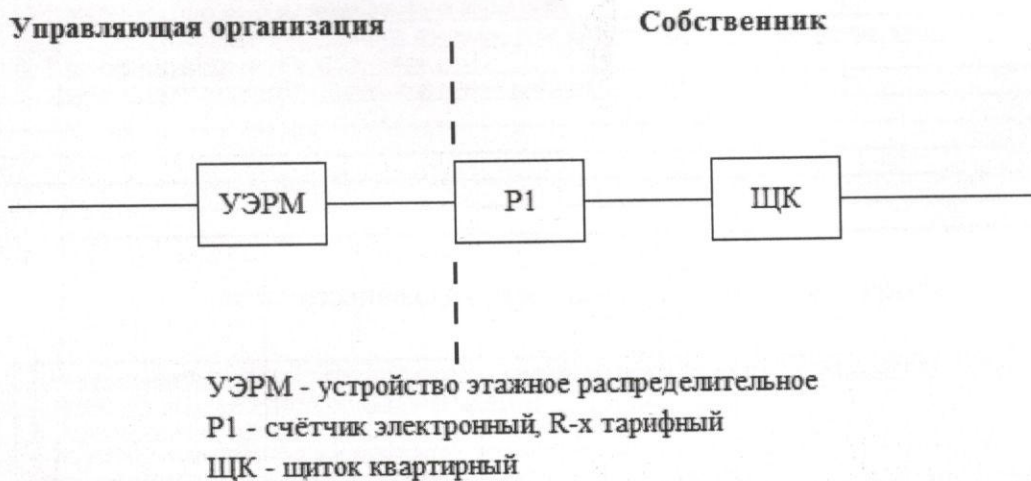 Управляющая организация Собственник
УЭРМ Р1 ЩК
УЭРМ - устройство этажное распределительное
Р1 - счётчик электронный, R-х тарифный
ЩК - щиток квартирный